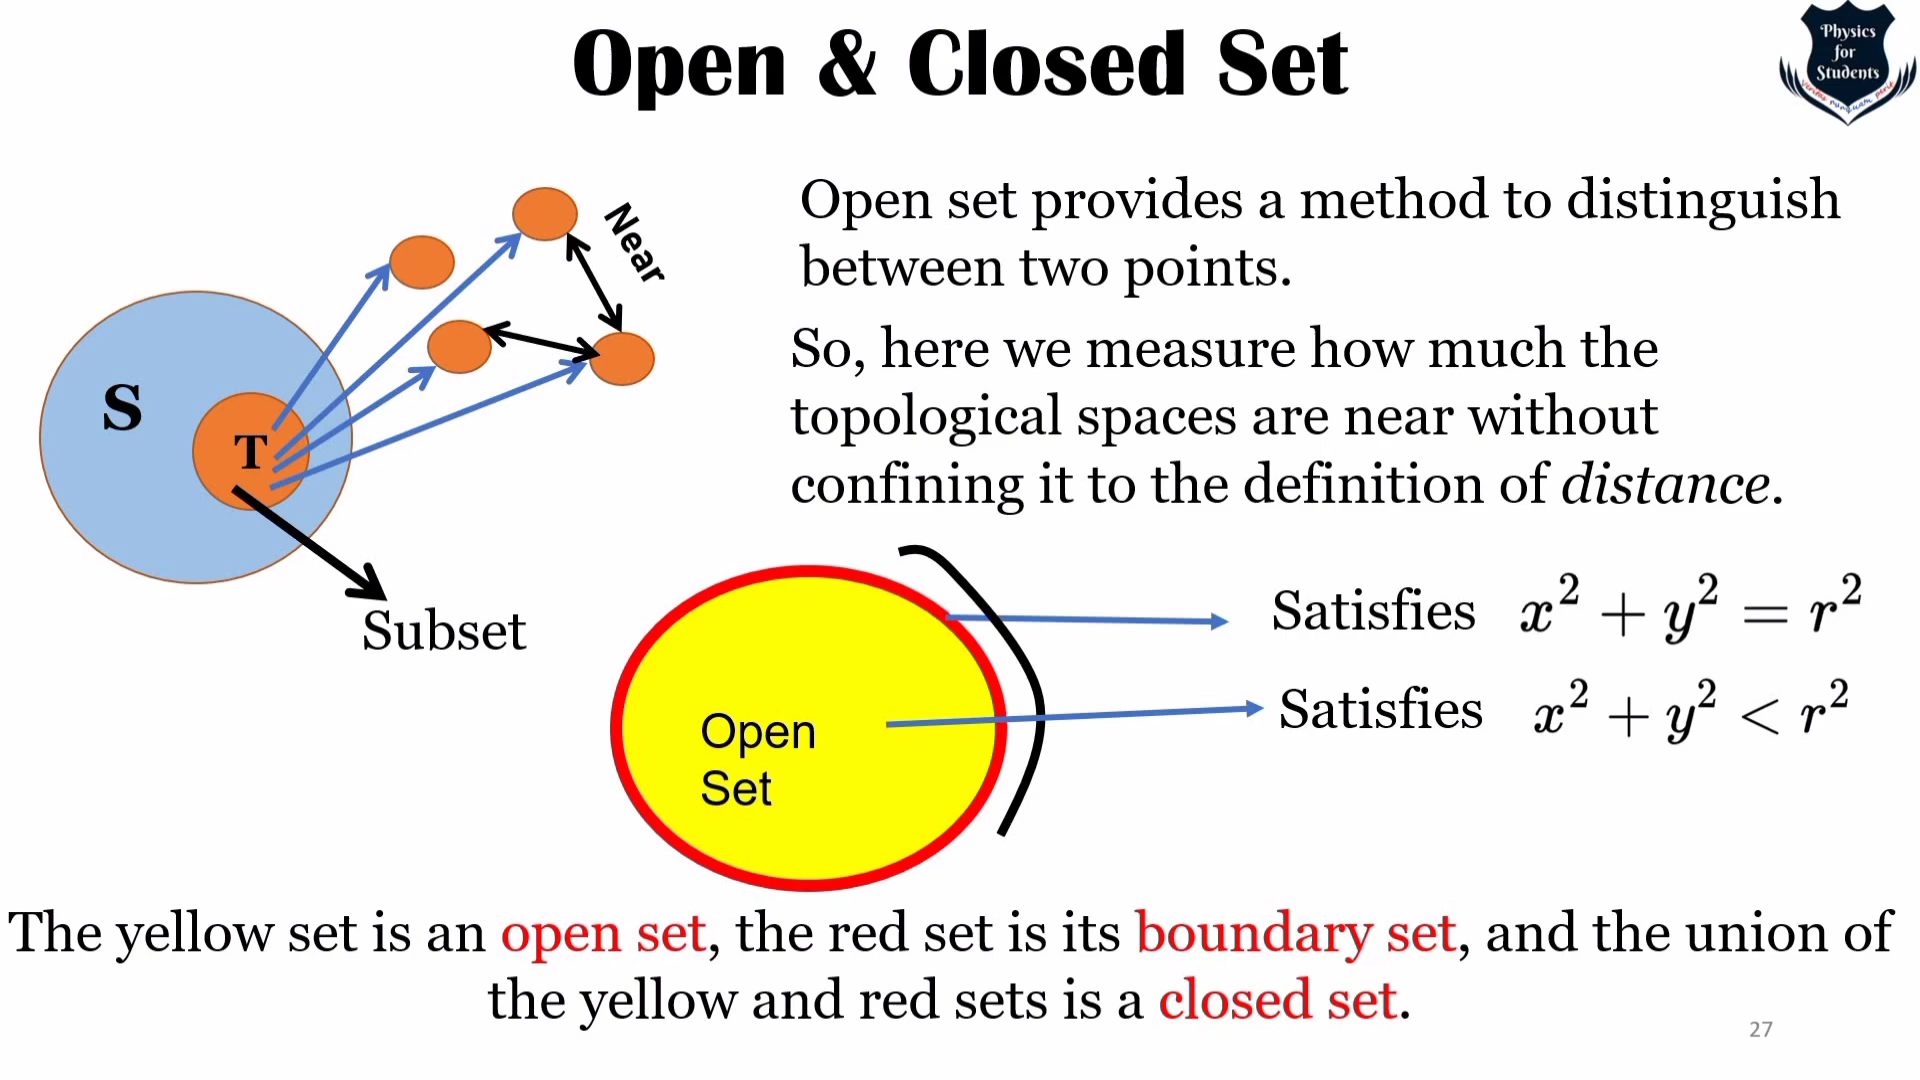 Open & Closed Set
Physics
for
Students
Near
Open set provides a method to distinguish
between two points.
So, here we measure how much the
topological spaces are near without
confining it to the definition of distance.
S
T
Subset
Satisfies x² + y² = r²
Satisfies x² + y² < r²
Open
Set
The yellow set is an open set, the red set is its boundary set, and the union of
the yellow and red sets is a closed set.
27